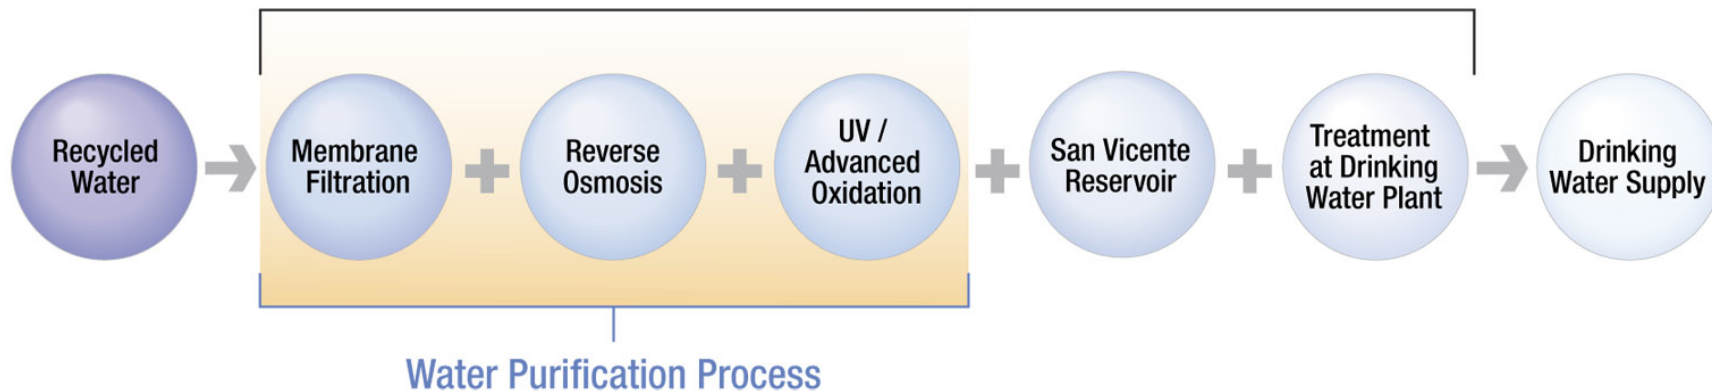 Recycled
Water
Membrane
Filtration
Reverse
Osmosis
UV /
Advanced
Oxidation
San Vicente
Reservoir
Treatment
at Drinking
Water Plant
Drinking
Water Supply
Water Purification Process